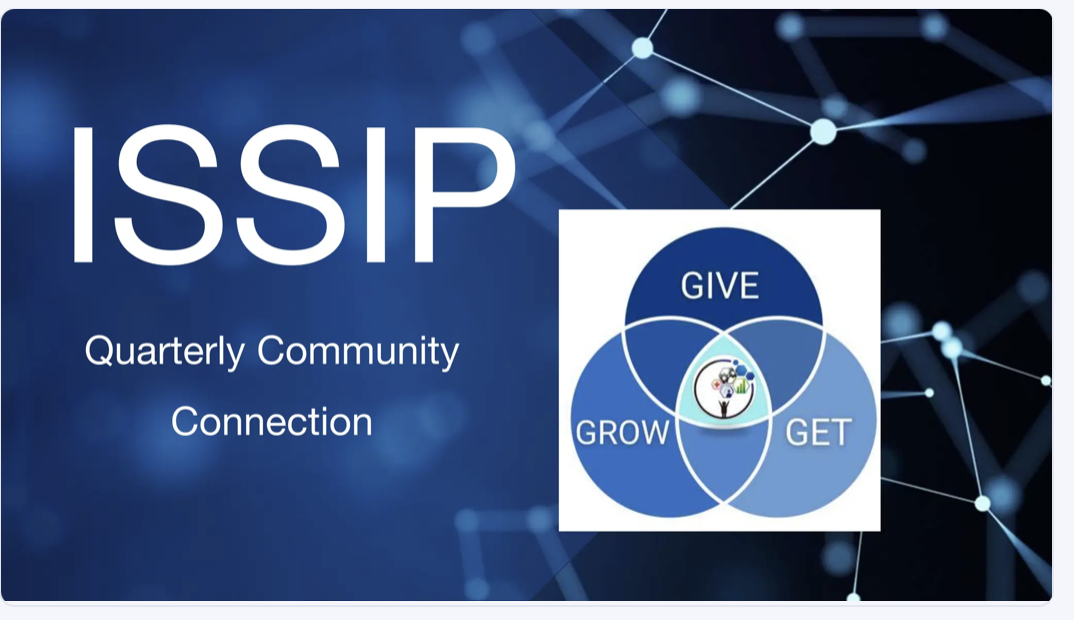 ISSIP
Quarterly Community
Connection
GIVE
GROW
GET